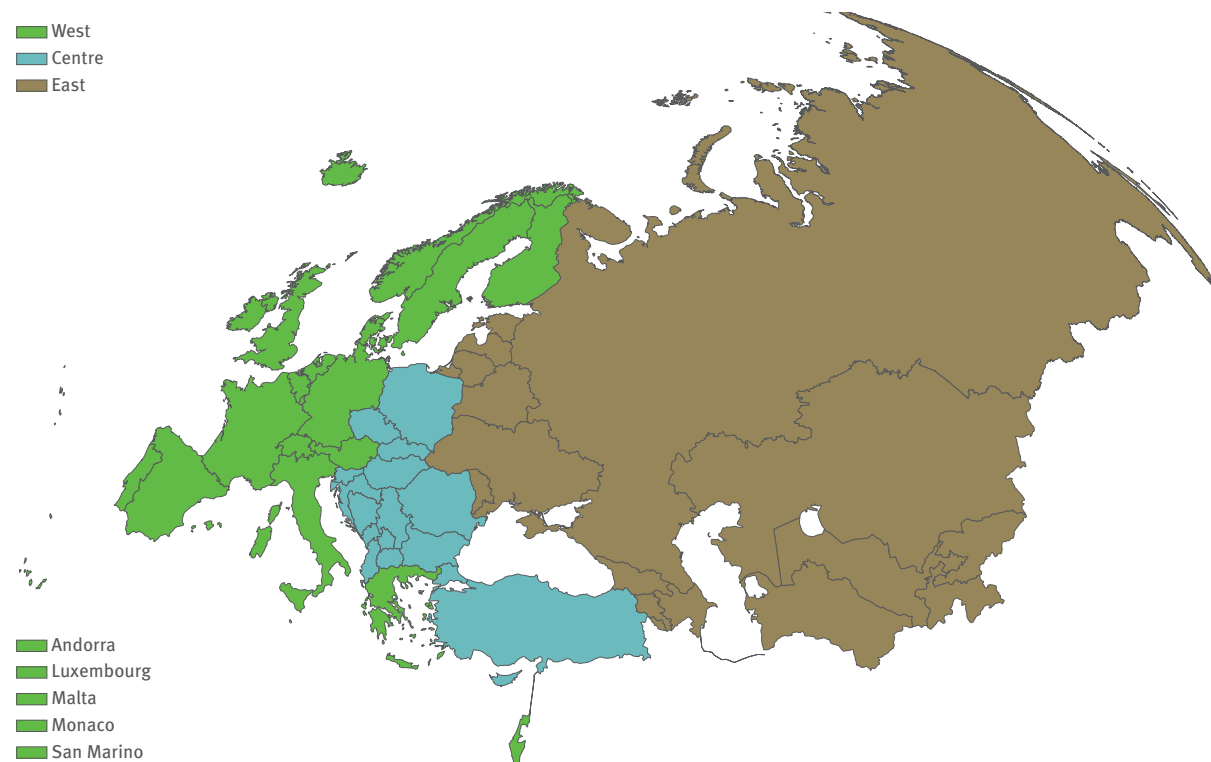 West
Centre
East
Andorra
Luxembourg
Malta
Monaco
San Marino